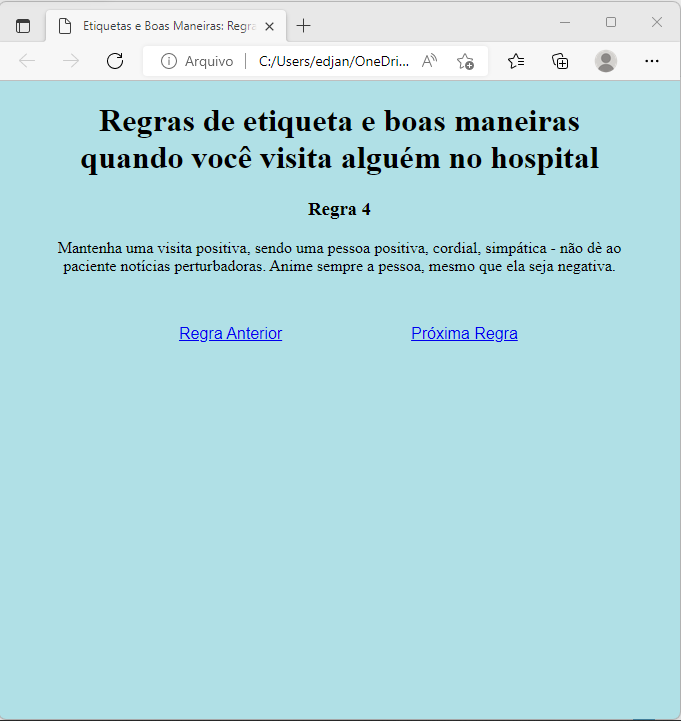 Etiquetas e Boas Maneiras: Regra
Arquivo
C:/Users/edjan/OneDri...
Regras de etiqueta e boas maneiras
quando você visita alguém no hospital
Regra 4
Mantenha uma visita positiva, sendo uma pessoa positiva, cordial, simpática - não dè ao
paciente notícias perturbadoras. Anime sempre a pessoa, mesmo que ela seja negativa.
Regra Anterior
Próxima Regra